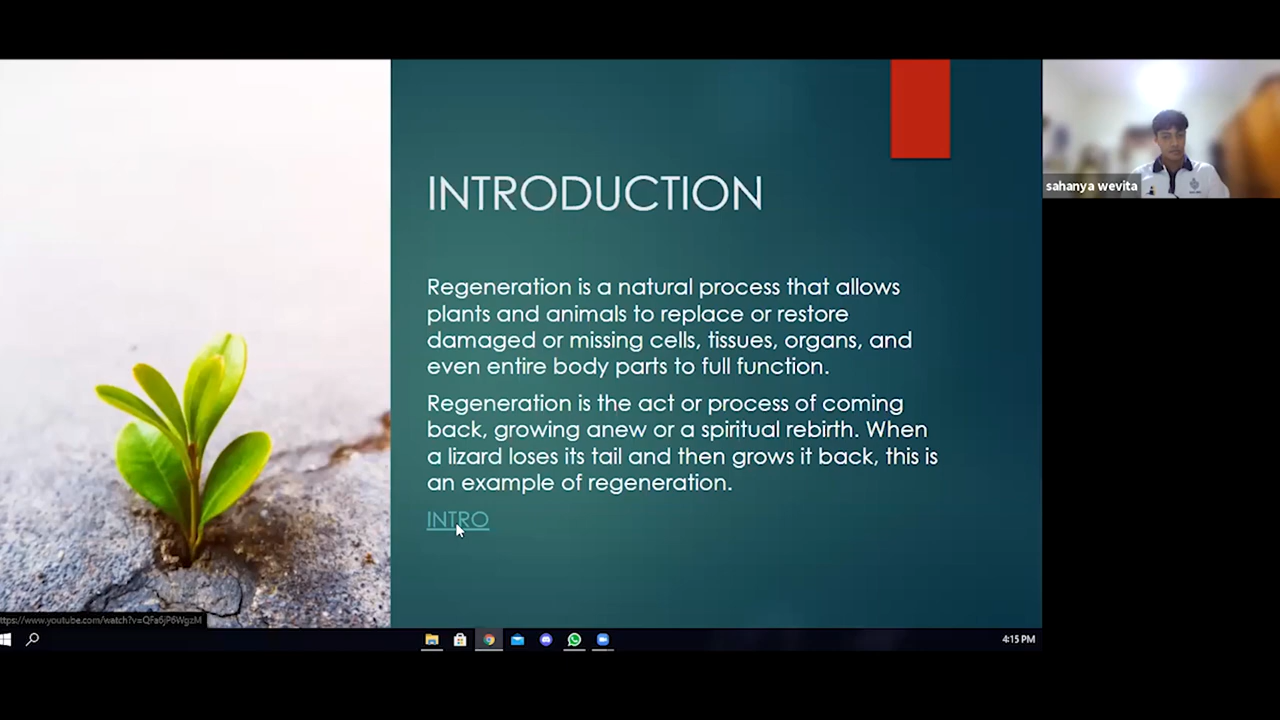 INTRODUCTION
Regeneration is a natural process that allows
plants and animals to replace or restore
damaged or missing cells, tissues, organs, and
even entire body parts to full function.
Regeneration is the act or process of coming
back, growing anew or a spiritual rebirth. When
a lizard loses its tail and then grows it back, this is
an example of regeneration.
INTRO
sahanya wevita
ttps://www.youtube.com/watch?v=QFa6jP6WgzM
4:15 PM